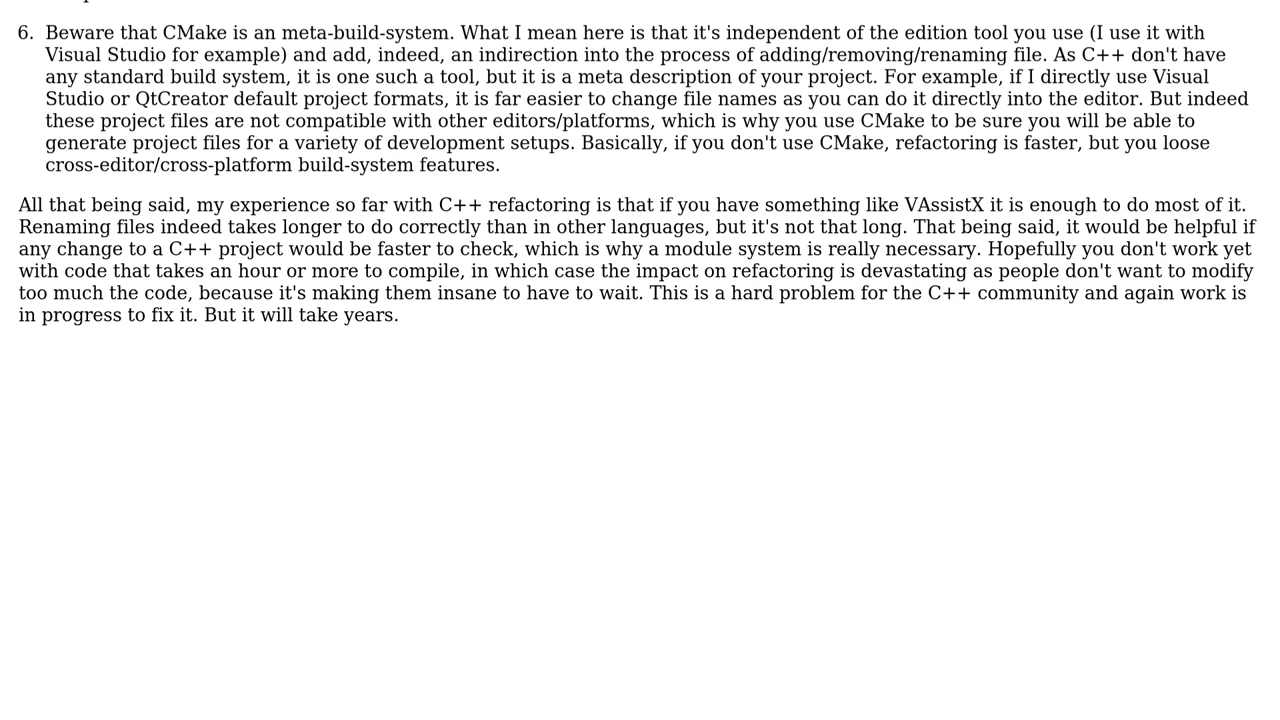 6. Beware that CMake is an meta-build-system. What I mean here is that it's independent of the edition tool you use (I use it with
Visual Studio for example) and add, indeed, an indirection into the process of adding/removing/renaming file. As C++ don't have
any standard build system, it is one such a tool, but it is a meta description of your project. For example, if I directly use Visual
Studio or QtCreator default project formats, it is far easier to change file names as you can do it directly into the editor. But indeed
these project files are not compatible with other editors/platforms, which is why you use CMake to be sure you will be able to
generate project files for a variety of development setups. Basically, if you don't use CMake, refactoring is faster, but you loose
cross-editor/cross-platform build-system features.
All that being said, my experience so far with C++ refactoring is that if you have something like VAssistX it is enough to do most of it.
Renaming files indeed takes longer to do correctly than in other languages, but it's not that long. That being said, it would be helpful if
any change to a C++ project would be faster to check, which is why a module system is really necessary. Hopefully you don't work yet
with code that takes an hour or more to compile, in which case the impact on refactoring is devastating as people don't want to modify
too much the code, because it's making them insane to have to wait. This is a hard problem for the C++ community and again work is
in progress to fix it. But it will take years.